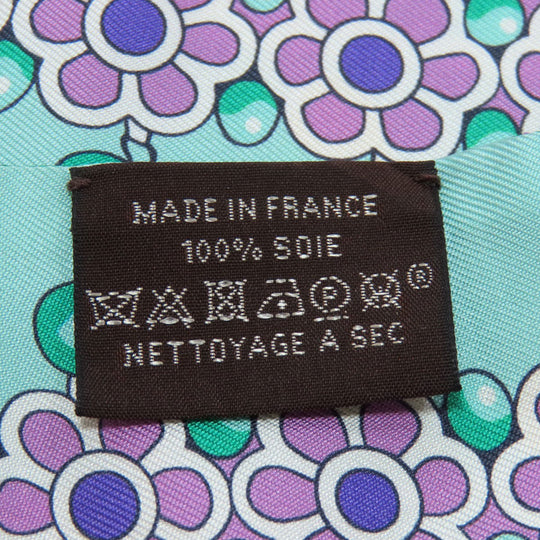 MADE IN FRANCE
100% SOIE
P ®
NETTOYAGE A SEC